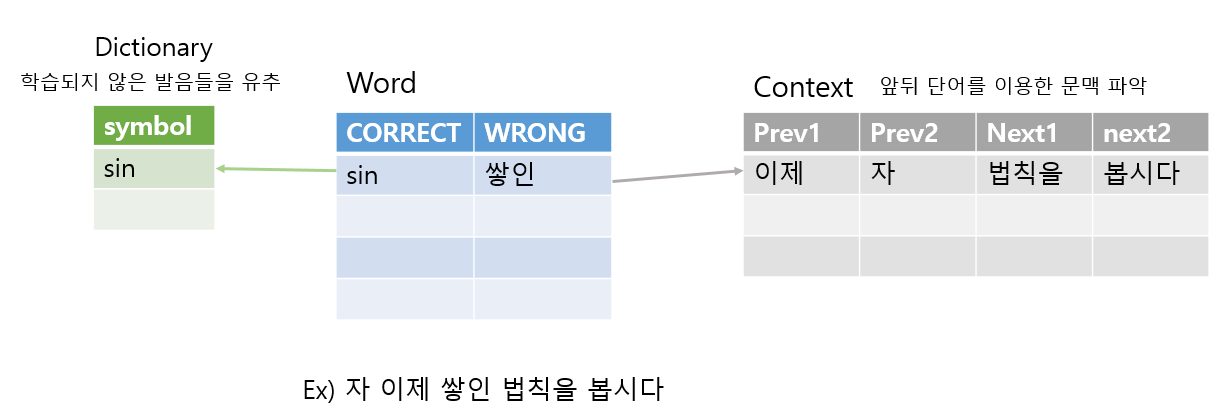 Dictionary
학습되지 않은 발음들을 유추
symbol
sin
Word
CORRECT WRONG
sin 쌓인
Context 앞뒤 단어를 이용한 문맥 파악
Prev1 Prev2 Next1 next2
이제 자 법칙을 봅시다
Ex) 자 이제 쌓인 법칙을 봅시다